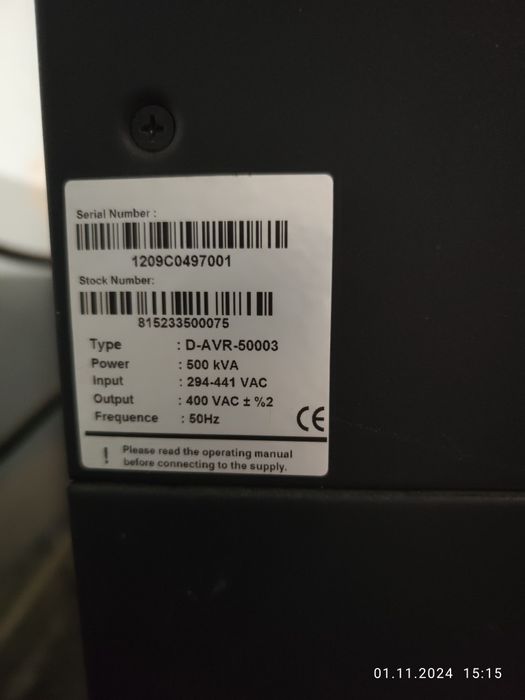 Serial Number :
1209C0497001
Stock Number:
815233500075
Type : D-AVR-50003
Power : 500 kVA
Input : 294-441 VAC
Output : 400 VAC ± %2
Frequence : 50Hz
CE
! Please read the operating manual
before connecting to the supply.
01.11.2024 15:15